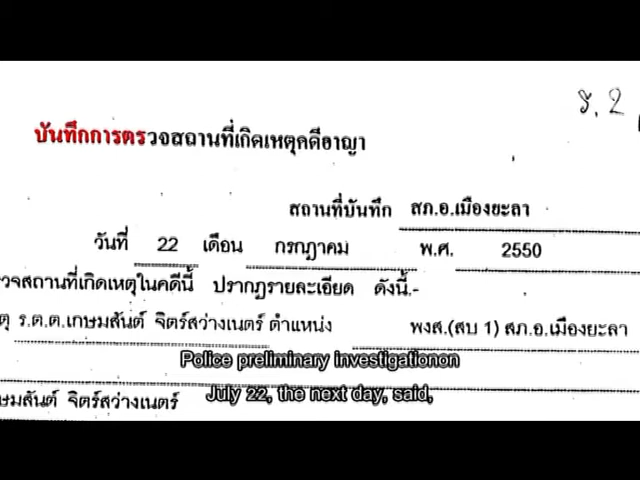 ร. 2
บันทึกการตรวจสถานที่เกิดเหตุคดีอาญา
สถานที่บันทึก สภ.อ.เมืองยะลา
วันที่ 22 เดือน กรกฎาคม พ.ศ. 2550
วจสถานที่เกิดเหตุในคดีนี้ ปรากฏรายละเอียด ดังนี้.-
ตุ ร.ต.ต.เกษมสันต์ จิตร์สว่างเนตร์ ตำแหน่ง พงส.(สบ 1) สภ.อ.เมืองยะลา
Police preliminary investigationon
July 22, the next day, said,
ษมสันต์ จิตร์สว่างเนตร์